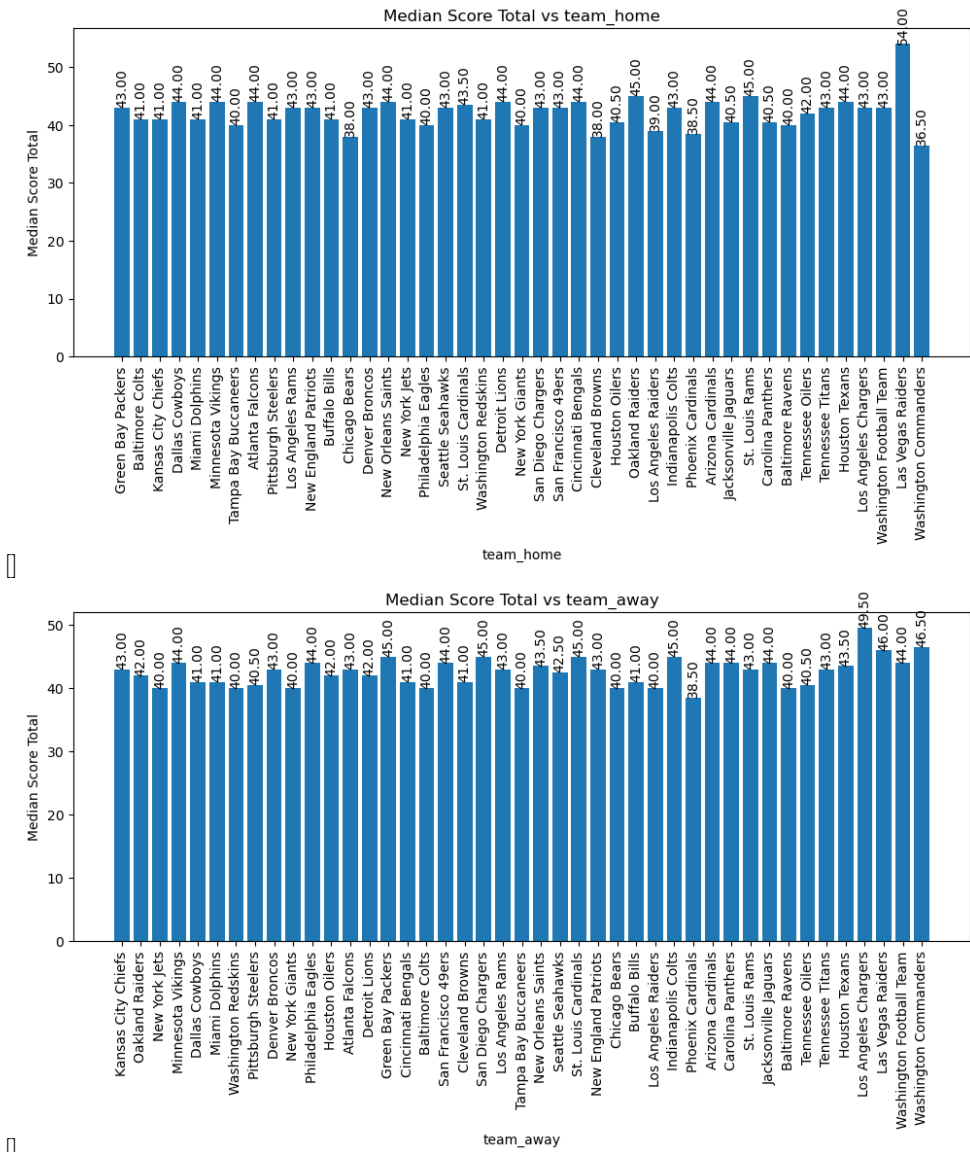 Median Score Total vs team_home
Median Score Total
50
40
30
20
10
0
43.00
41.00
41.00
44.00
41.00
44.00
40.00
44.00
41.00
43.00
43.00
41.00
38.00
43.00
44.00
41.00
40.00
43.00
43.50
41.00
44.00
40.00
43.00
43.00
44.00
38.00
40.50
45.00
39.00
43.00
38.50
44.00
40.50
45.00
40.50
40.00
42.00
43.00
44.00
43.00
43.00
54.00
36.50
Green Bay Packers
Baltimore Colts
Kansas City Chiefs
Dallas Cowboys
Miami Dolphins
Minnesota Vikings
Tampa Bay Buccaneers
Atlanta Falcons
Pittsburgh Steelers
Los Angeles Rams
New England Patriots
Buffalo Bills
Chicago Bears
Denver Broncos
New Orleans Saints
New York Jets
Philadelphia Eagles
Seattle Seahawks
St. Louis Cardinals
Washington Redskins
Detroit Lions
New York Giants
San Diego Chargers
San Francisco 49ers
Cincinnati Bengals
Cleveland Browns
Houston Oilers
Oakland Raiders
Los Angeles Raiders
Indianapolis Colts
Phoenix Cardinals
Arizona Cardinals
Jacksonville Jaguars
St. Louis Rams
Carolina Panthers
Baltimore Ravens
Tennessee Oilers
Tennessee Titans
Houston Texans
Los Angeles Chargers
Washington Football Team
Las Vegas Raiders
Washington Commanders
team_home
[]
Median Score Total vs team_away
Median Score Total
50
40
30
20
10
0
43.00
42.00
40.00
44.00
41.00
41.00
40.00
40.50
43.00
40.00
44.00
42.00
43.00
42.00
45.00
41.00
40.00
44.00
41.00
45.00
43.00
40.00
43.50
42.50
45.00
43.00
40.00
41.00
40.00
45.00
38.50
44.00
44.00
43.00
44.00
40.00
40.50
43.00
43.50
49.50
46.00
44.00
46.50
Kansas City Chiefs
Oakland Raiders
New York Jets
Minnesota Vikings
Dallas Cowboys
Miami Dolphins
Washington Redskins
Pittsburgh Steelers
Denver Broncos
New York Giants
Philadelphia Eagles
Houston Oilers
Atlanta Falcons
Detroit Lions
Green Bay Packers
Cincinnati Bengals
Baltimore Colts
San Francisco 49ers
Cleveland Browns
San Diego Chargers
Los Angeles Rams
Tampa Bay Buccaneers
New Orleans Saints
Seattle Seahawks
St. Louis Cardinals
New England Patriots
Chicago Bears
Buffalo Bills
Los Angeles Raiders
Indianapolis Colts
Phoenix Cardinals
Arizona Cardinals
Carolina Panthers
St. Louis Rams
Jacksonville Jaguars
Baltimore Ravens
Tennessee Oilers
Tennessee Titans
Houston Texans
Los Angeles Chargers
Las Vegas Raiders
Washington Football Team
Washington Commanders
team_away
[]